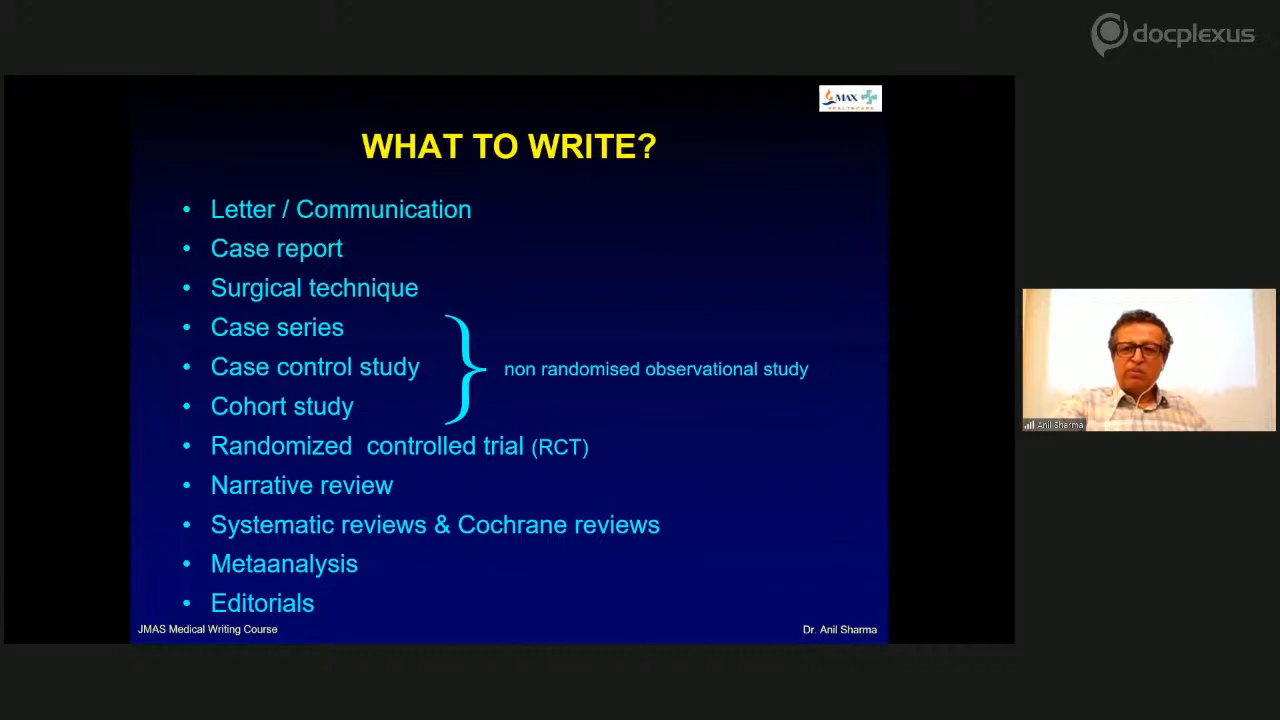 docplexus
MAX
HEALTHCARE
WHAT TO WRITE?
• Letter / Communication
• Case report
• Surgical technique
• Case series
• Case control study
• Cohort study
non randomised observational study
• Randomized controlled trial (RCT)
• Narrative review
• Systematic reviews & Cochrane reviews
• Metaanalysis
• Editorials
JMAS Medical Writing Course
Dr. Anil Sharma
Anil Sharma